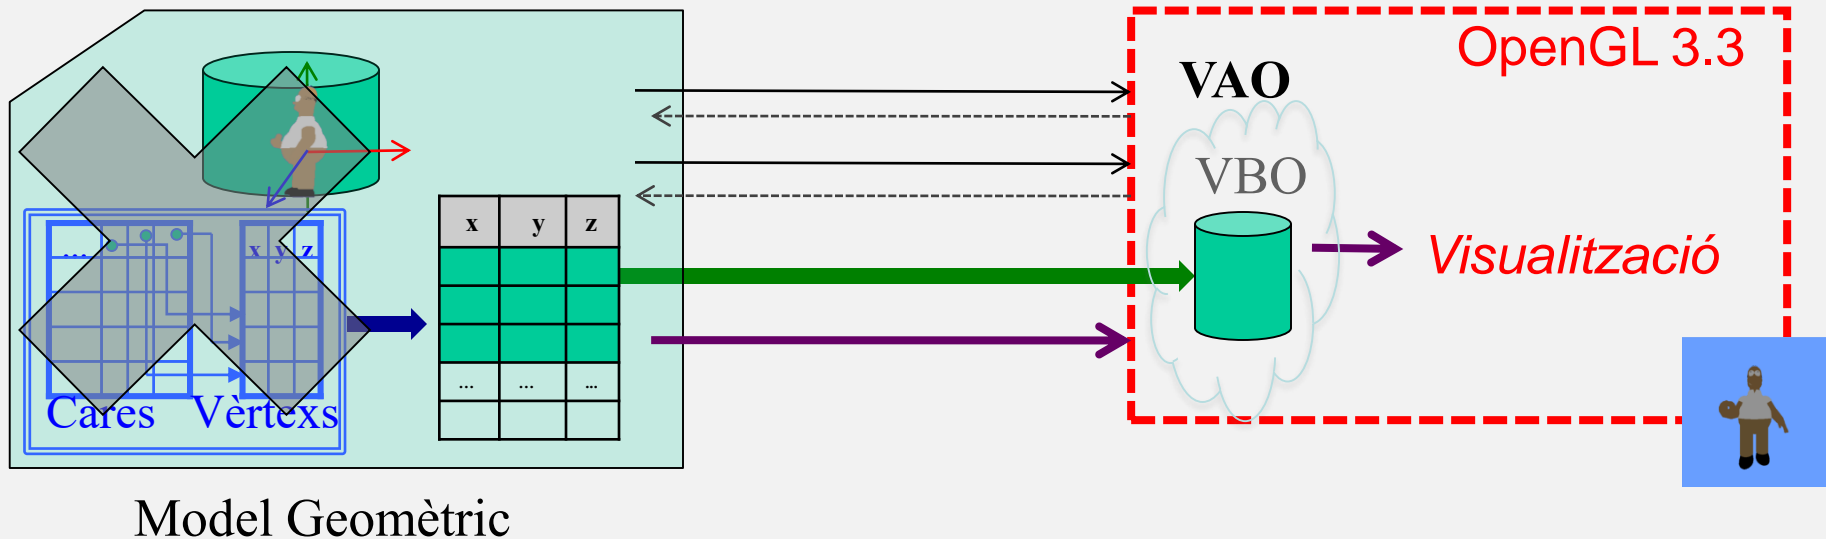 OpenGL 3.3
VAO
VBO
x y z
... x y z
Visualització
... ... ...
Cares Vèrtexs
Model Geomètric